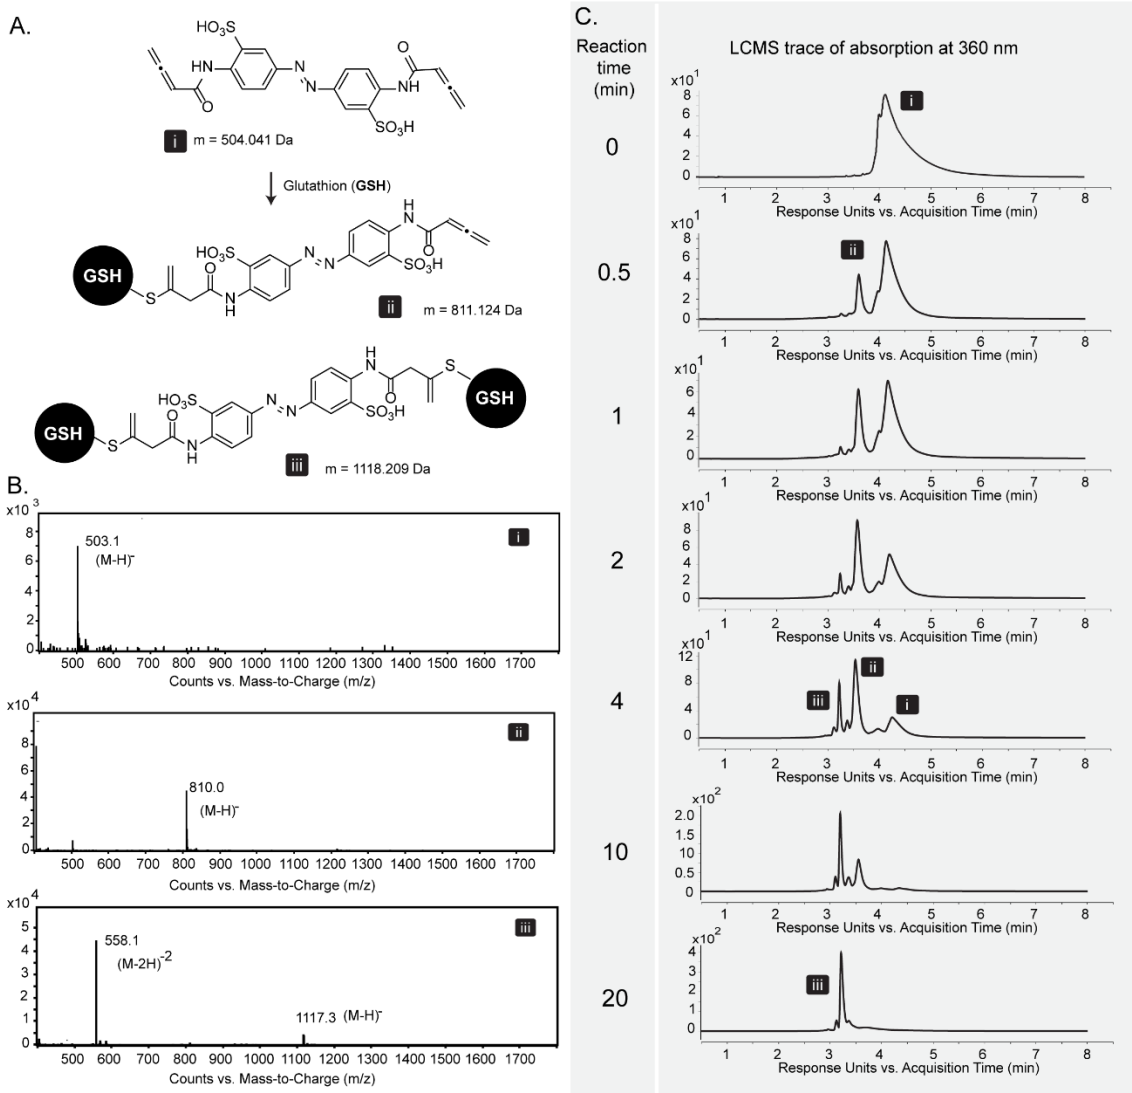 A.
HO₃S
H
N
O
N
N
O
NH
SO₃H
i m = 504.041 Da
Glutathion (GSH)
H
N
O
HO₃S
N
N
SO₃H
GSH
S
O
N
H
ii m = 811.124 Da
H
N
O
S
GSH
HO₃S
N
N
SO₃H
GSH
S
O
N
H
iii m = 1118.209 Da
B.
x10 3
i
503.1
(M-H)-
8
6
4
2
0
500 600 700 800 900 1000 1100 1200 1300 1400 1500 1600 1700
Counts vs. Mass-to-Charge (m/z)
x10 4
ii
810.0
(M-H)-
8
6
4
2
0
500 600 700 800 900 1000 1100 1200 1300 1400 1500 1600 1700
Counts vs. Mass-to-Charge (m/z)
x10 4
iii
558.1
(M-2H)-2
1117.3 (M-H)-
5
4
3
2
1
0
500 600 700 800 900 1000 1100 1200 1300 1400 1500 1600 1700
Counts vs. Mass-to-Charge (m/z)
C.
Reaction
time
(min)
LCMS trace of absorption at 360 nm
0
x10 1
8
6
4
2
0
i
1 2 3 4 5 6 7 8
Response Units vs. Acquisition Time (min)
0.5
x10 1
8
6
4
2
0
ii
1 2 3 4 5 6 7 8
Response Units vs. Acquisition Time (min)
1
x10 1
6
4
2
0
1 2 3 4 5 6 7 8
Response Units vs. Acquisition Time (min)
2
x10 1
8
6
4
2
0
1 2 3 4 5 6 7 8
Response Units vs. Acquisition Time (min)
4
x10 1
12
8
4
0
iii
ii
i
1 2 3 4 5 6 7 8
Response Units vs. Acquisition Time (min)
10
x10 2
2.0
1.5
1.0
0.5
0
1 2 3 4 5 6 7 8
Response Units vs. Acquisition Time (min)
20
x10 2
4
3
2
1
0
iii
1 2 3 4 5 6 7 8
Response Units vs. Acquisition Time (min)